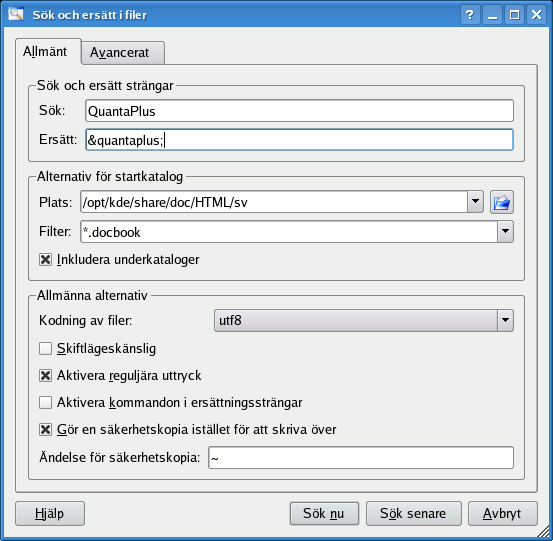 Sök och ersätt i filer
Allmänt Avancerat
Sök och ersätt strängar
Sök: QuantaPlus
Ersätt: &quantaplus;
Alternativ för startkatalog
Plats: /opt/kde/share/doc/HTML/sv
Filter: *.docbook
Inkludera underkataloger
Allmänna alternativ
Kodning av filer: utf8
Skiftlägeskänslig
Aktivera reguljära uttryck
Aktivera kommandon i ersättningssträngar
Gör en säkerhetskopia istället för att skriva över
Ändelse för säkerhetskopia: ~
Hjälp Sök nu Sök senare Avbryt